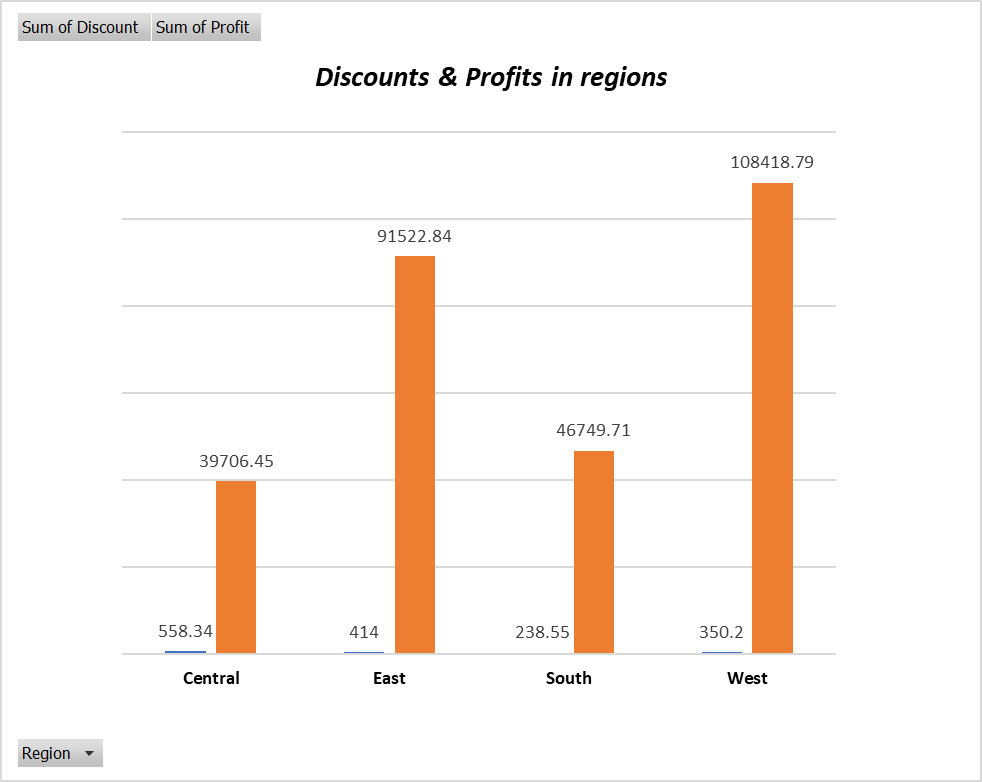 Sum of Discount Sum of Profit
Discounts & Profits in regions
108418.79
91522.84
46749.71
39706.45
558.34 414 238.55 350.2
Central East South West
Region